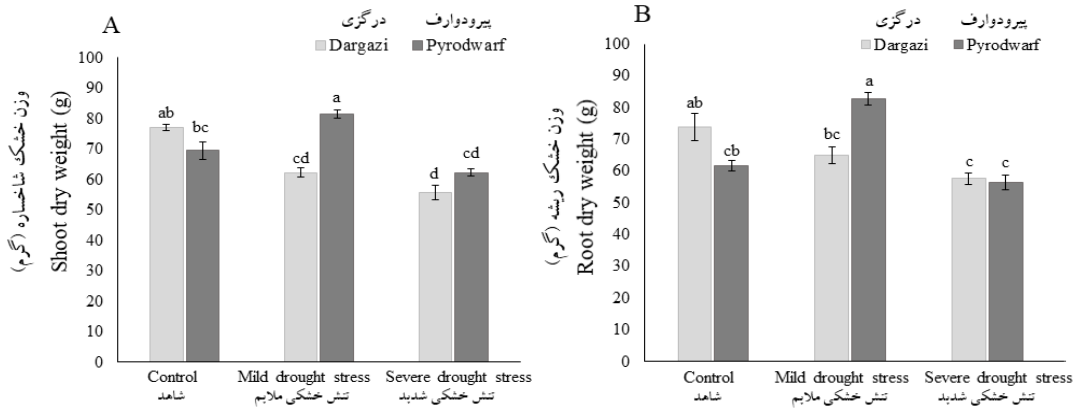 A
درگزی پیرودوارف
Dargazi Pyrodwarf
وزن خشک شاخساره (گرم)
Shoot dry weight (g)
100
90
80
70
60
50
40
30
20
10
0
ab bc cd a d cd
Control Mild drought stress Severe drought stress
شاهد تنش خشکی ملایم تنش خشکی شدید
B
درگزی پیرودوارف
Dargazi Pyrodwarf
وزن خشک ریشه (گرم)
Root dry weight (g)
100
90
80
70
60
50
40
30
20
10
0
ab cb bc a c c
Control Mild drought stress Severe drought stress
شاهد تنش خشکی ملایم تنش خشکی شدید